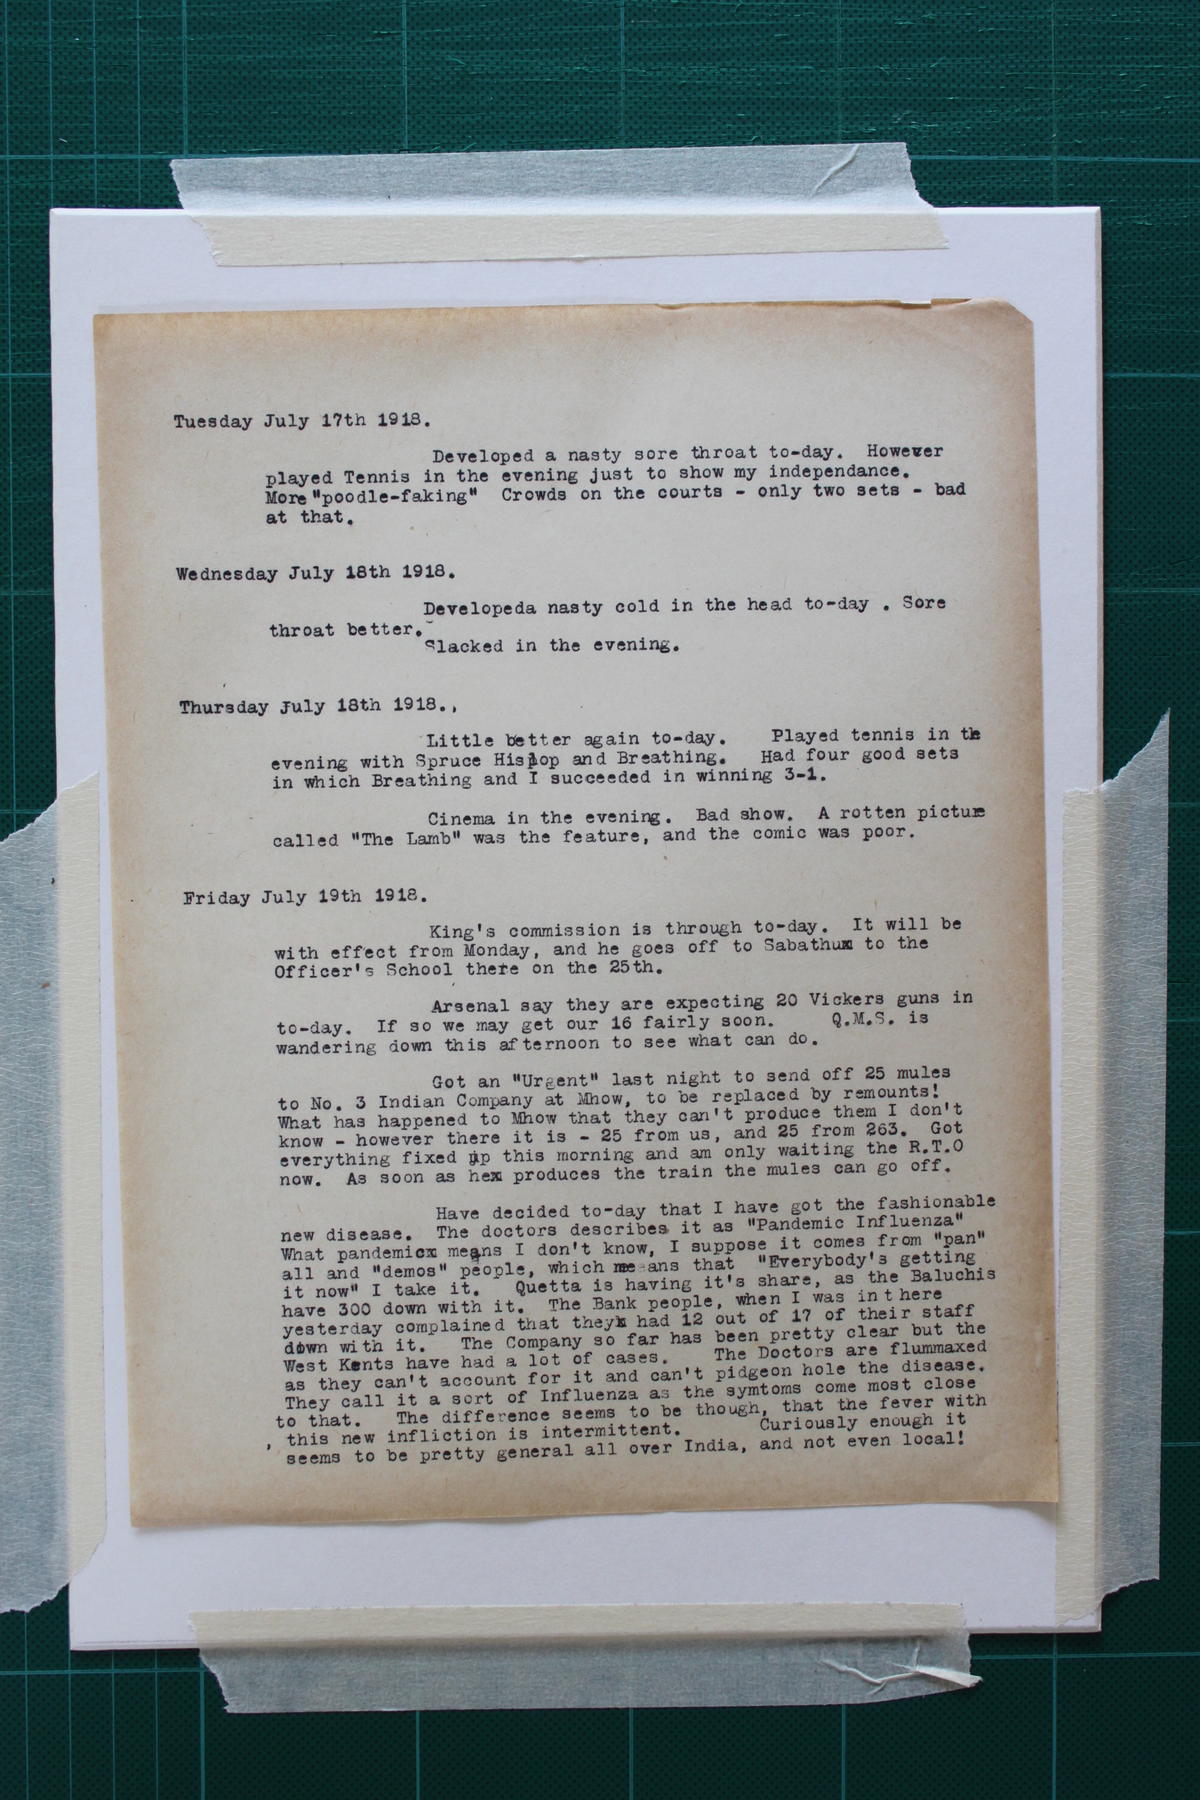 Tuesday July 17th 1918.
Developed a nasty sore throat to-day. However
played Tennis in the evening just to show my independance.
More "poodle-faking" Crowds on the courts - only two sets - bad
at that.
Wednesday July 18th 1918.
Developeda nasty cold in the head to-day . Sore
throat better.
Slacked in the evening.
Thursday July 18th 1918.,
Little better again to-day. Played tennis in the
evening with Spruce Hislop and Breathing. Had four good sets
in which Breathing and I succeeded in winning 3-1.
Cinema in the evening. Bad show. A rotten picture
called "The Lamb" was the feature, and the comic was poor.
Friday July 19th 1918.
King's commission is through to-day. It will be
with effect from Monday, and he goes off to Sabathux to the
Officer's School there on the 25th.
Arsenal say they are expecting 20 Vickers guns in
to-day. If so we may get our 16 fairly soon. Q.M.S. is
wandering down this afternoon to see what can do.
Got an "Urgent" last night to send off 25 mules
to No. 3 Indian Company at Mhow, to be replaced by remounts!
What has happened to Mhow that they can't produce them I don't
know - however there it is - 25 from us, and 25 from 263. Got
everything fixed up this morning and am only waiting the R.T.O
now. As soon as hex produces the train the mules can go off.
Have decided to-day that I have got the fashionable
new disease. The doctors describes it as "Pandemic Influenza"
What pandemicx means I don't know, I suppose it comes from "pan"
all and "demos" people, which means that "Everybody's getting
it now" I take it. Quetta is having it's share, as the Baluchis
have 300 down with it. The Bank people, when I was int here
yesterday complained that theyx had 12 out of 17 of their staff
down with it. The Company so far has been pretty clear but the
West Kents have had a lot of cases. The Doctors are flummaxed
as they can't account for it and can't pidgeon hole the disease.
They call it a sort of Influenza as the symtoms come most close
to that. The difference seems to be though, that the fever with
, this new infliction is intermittent. Curiously enough it
seems to be pretty general all over India, and not even local!